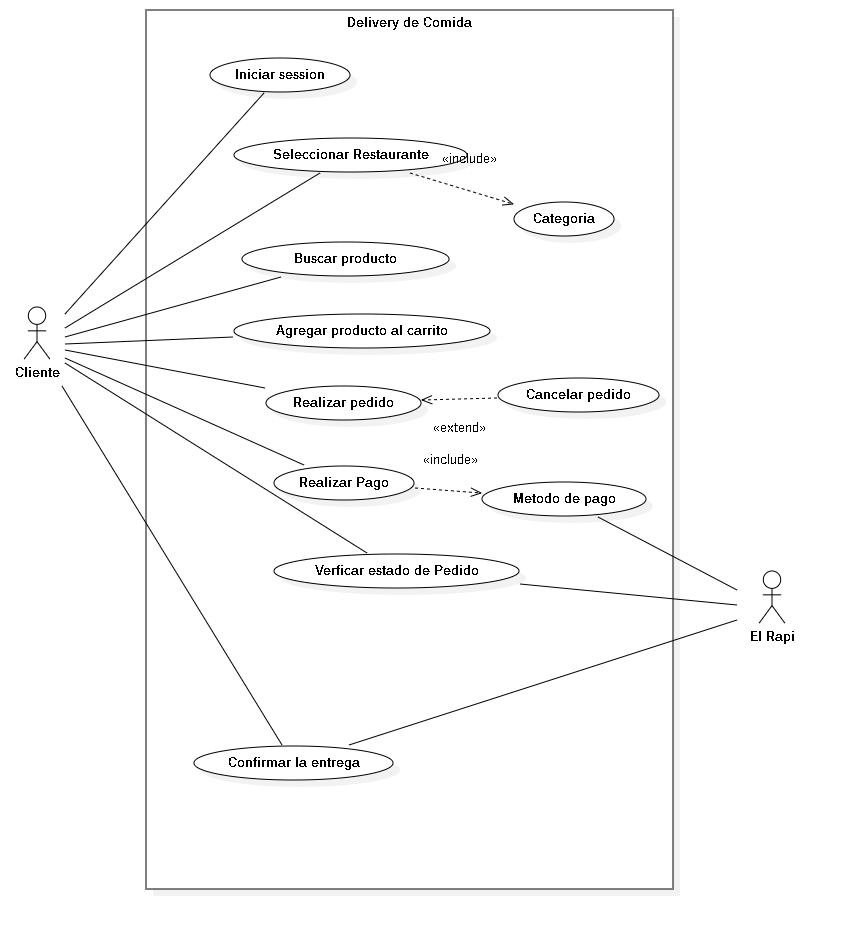 Delivery de Comida
Iniciar session
Seleccionar Restaurante
«include»
Categoria
Buscar producto
Agregar producto al carrito
Cliente
Realizar pedido
Cancelar pedido
«extend»
«include»
Realizar Pago
Metodo de pago
Verficar estado de Pedido
El Rapi
Confirmar la entrega